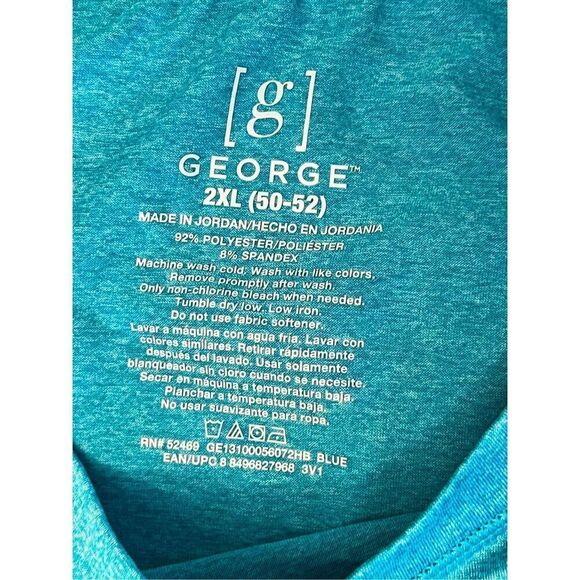 [g]
GEORGE™
2XL (50-52)
MADE IN JORDAN/HECHO EN JORDANIA
92% POLYESTER/POLIÉSTER
8% SPANDEX
Machine wash cold. Wash with like colors,
Remove promptly after wash.
Only non-chlorine bleach when needed.
Tumble dry low. Low iron.
Do not use fabric softener.
Lavar a máquina con agua fría. Lavar con
colores similares. Retirar rápidamente
después del lavado. Usar solamente
blanqueador sin cloro cuando se necesite.
Secar en máquina a temperatura baja.
Planchar a temperatura baja.
No usar suavizante para ropa.
RN# 52469 GE13100056072HB BLUE
EAN/UPC 8 8496827968 3V1